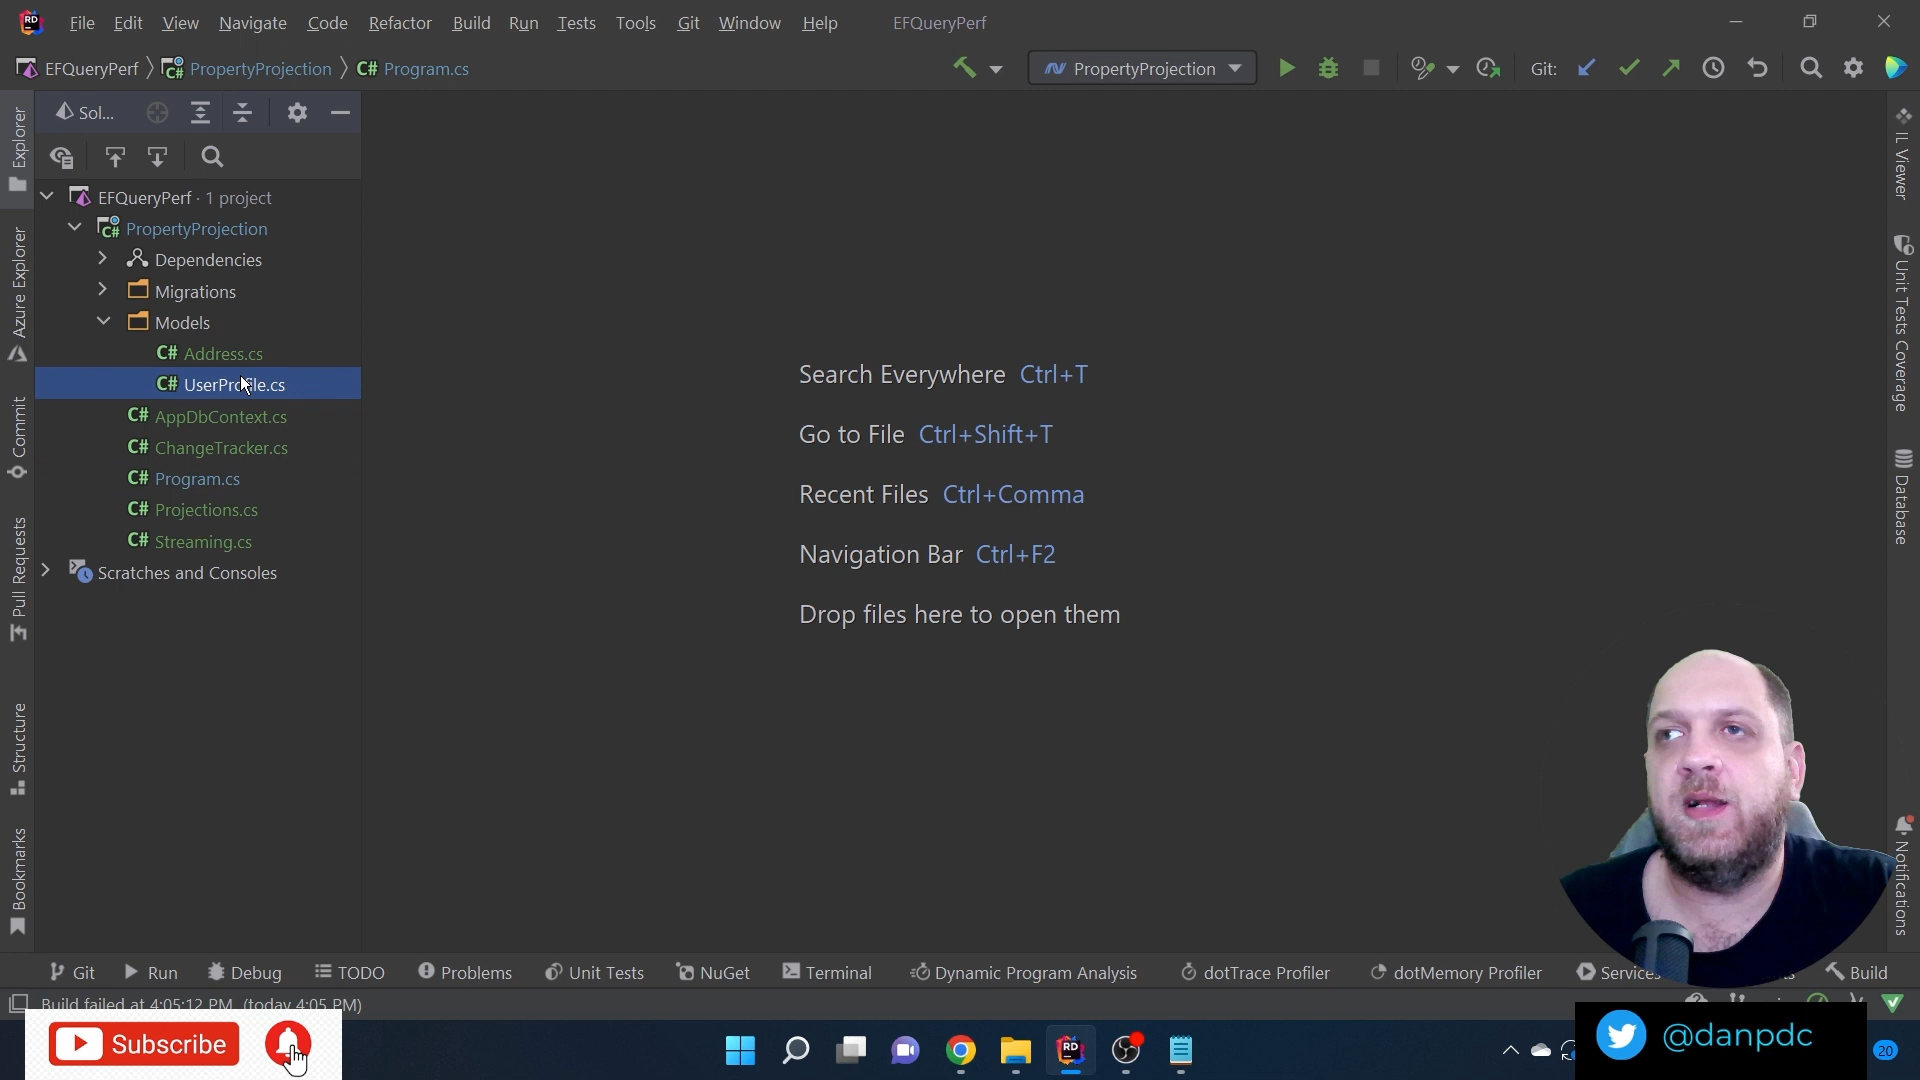 RD File Edit View Navigate Code Refactor Build Run Tests Tools Git Window Help EFQueryPerf
EFQueryPerf PropertyProjection C# Program.cs PropertyProjection Git:
Explorer
Azure Explorer
Commit
Pull Requests
Structure
Bookmarks
Sol...
EFQueryPerf · 1 project
C# PropertyProjection
Dependencies
Migrations
Models
C# Address.cs
C# UserProfile.cs
C# AppDbContext.cs
C# ChangeTracker.cs
C# Program.cs
C# Projections.cs
C# Streaming.cs
Scratches and Consoles
Search Everywhere Ctrl+T
Go to File Ctrl+Shift+T
Recent Files Ctrl+Comma
Navigation Bar Ctrl+F2
Drop files here to open them
IL Viewer
Unit Tests Coverage
Database
Notifications
Git Run Debug TODO Problems Unit Tests NuGet Terminal Dynamic Program Analysis dotTrace Profiler dotMemory Profiler Services Build
Build failed at 4:05:12 PM (today 4:05 PM)
Subscribe
RD
@danpdc
20